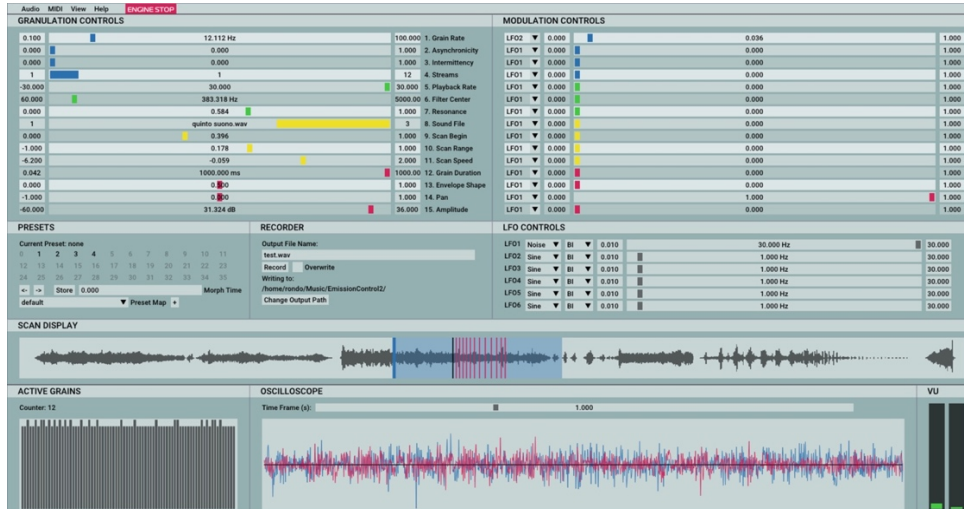 Audio MIDI View Help ENGINE STOP
GRANULATION CONTROLS
0.100 12.112 Hz 100.000 1. Grain Rate
0.000 0.000 1.000 2. Asynchronicity
0.000 0.000 1.000 3. Intermittency
1 1 12 4. Streams
-30.000 30.000 30.000 5. Playback Rate
60.000 383.318 Hz 5000.00 6. Filter Center
0.000 0.584 1.000 7. Resonance
1 quinto suono.wav 3 8. Sound File
0.000 0.396 1.000 9. Scan Begin
-1.000 0.178 1.000 10. Scan Range
-6.200 -0.059 2.000 11. Scan Speed
0.042 1000.000 ms 1000.00 12. Grain Duration
0.000 1.000 13. Envelope Shape
-1.000 1.000 14. Pan
-60.000 31.324 dB 36.000 15. Amplitude
MODULATION CONTROLS
LFO2 ▼ 0.000 0.036 1.000
LFO1 ▼ 0.000 0.000 1.000
LFO1 ▼ 0.000 0.000 1.000
LFO1 ▼ 0.000 0.000 1.000
LFO1 ▼ 0.000 0.000 1.000
LFO1 ▼ 0.000 0.000 1.000
LFO1 ▼ 0.000 0.000 1.000
LFO1 ▼ 0.000 0.000 1.000
LFO1 ▼ 0.000 0.000 1.000
LFO1 ▼ 0.000 0.000 1.000
LFO1 ▼ 0.000 0.000 1.000
LFO1 ▼ 0.000 0.000 1.000
LFO1 ▼ 0.000 0.000 1.000
LFO1 ▼ 0.000 1.000 1.000
LFO1 ▼ 0.000 0.000 1.000
PRESETS
Current Preset: none
0 1 2 3 4 5 6 7 8 9 10 11
12 13 14 15 16 17 18 19 20 21 22 23
24 25 26 27 28 29 30 31 32 33 34 35
<- -> Store 0.000 Morph Time
default ▼ Preset Map +
RECORDER
Output File Name:
test.wav
Record Overwrite
Writing to:
/home/rondo/Music/EmissionControl2/
Change Output Path
LFO CONTROLS
LFO1 Noise ▼ BI ▼ 0.010 30.000 Hz 30.000
LFO2 Sine ▼ BI ▼ 0.010 1.000 Hz 30.000
LFO3 Sine ▼ BI ▼ 0.010 1.000 Hz 30.000
LFO4 Sine ▼ BI ▼ 0.010 1.000 Hz 30.000
LFO5 Sine ▼ BI ▼ 0.010 1.000 Hz 30.000
LFO6 Sine ▼ BI ▼ 0.010 1.000 Hz 30.000
SCAN DISPLAY
ACTIVE GRAINS
Counter: 12
OSCILLOSCOPE
Time Frame (s): 1.000
VU